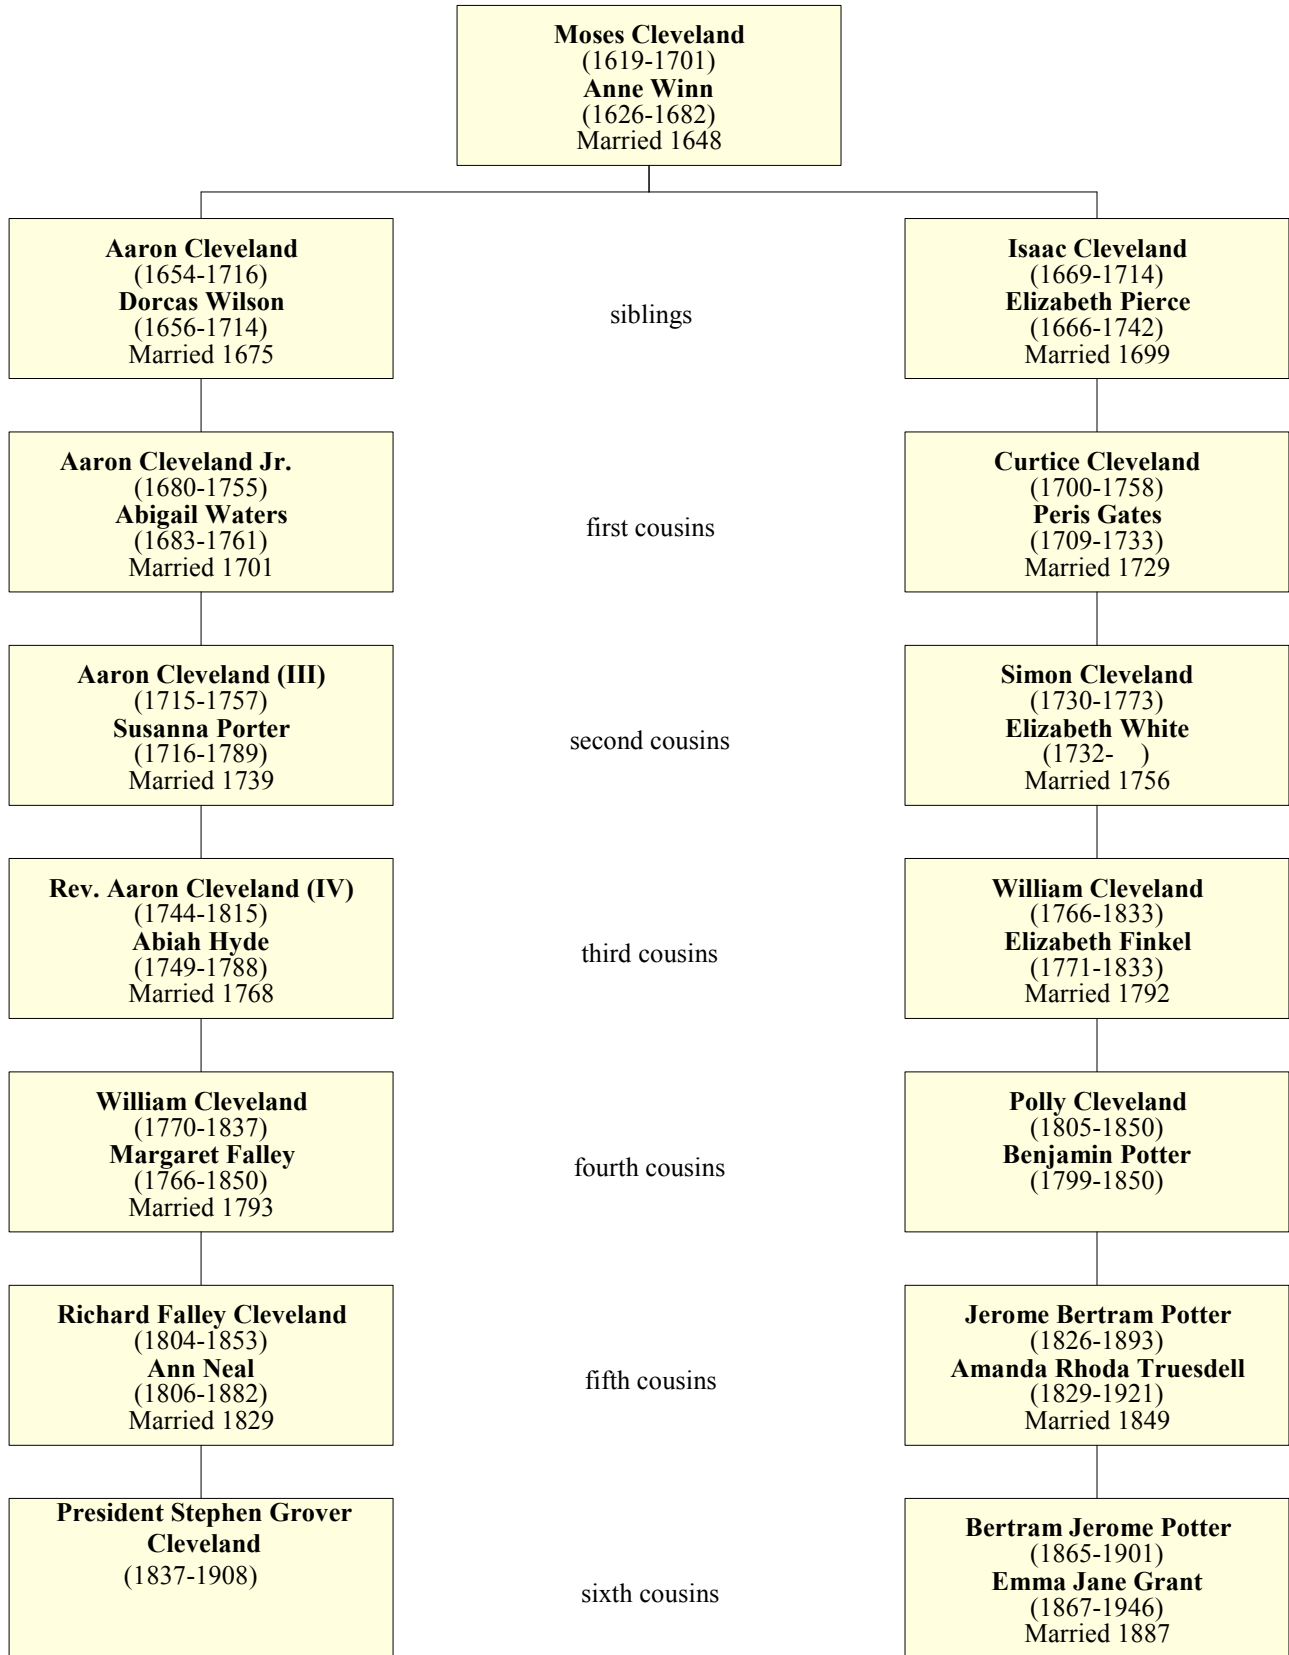 Moses Cleveland
(1619-1701)
Anne Winn
(1626-1682)
Married 1648
Aaron Cleveland
(1654-1716)
Dorcas Wilson
(1656-1714)
Married 1675
siblings
Isaac Cleveland
(1669-1714)
Elizabeth Pierce
(1666-1742)
Married 1699
Aaron Cleveland Jr.
(1680-1755)
Abigail Waters
(1683-1761)
Married 1701
first cousins
Curtice Cleveland
(1700-1758)
Peris Gates
(1709-1733)
Married 1729
Aaron Cleveland (III)
(1715-1757)
Susanna Porter
(1716-1789)
Married 1739
second cousins
Simon Cleveland
(1730-1773)
Elizabeth White
(1732-    )
Married 1756
Rev. Aaron Cleveland (IV)
(1744-1815)
Abiah Hyde
(1749-1788)
Married 1768
third cousins
William Cleveland
(1766-1833)
Elizabeth Finkel
(1771-1833)
Married 1792
William Cleveland
(1770-1837)
Margaret Falley
(1766-1850)
Married 1793
fourth cousins
Polly Cleveland
(1805-1850)
Benjamin Potter
(1799-1850)
Richard Falley Cleveland
(1804-1853)
Ann Neal
(1806-1882)
Married 1829
fifth cousins
Jerome Bertram Potter
(1826-1893)
Amanda Rhoda Truesdell
(1829-1921)
Married 1849
President Stephen Grover
Cleveland
(1837-1908)
sixth cousins
Bertram Jerome Potter
(1865-1901)
Emma Jane Grant
(1867-1946)
Married 1887